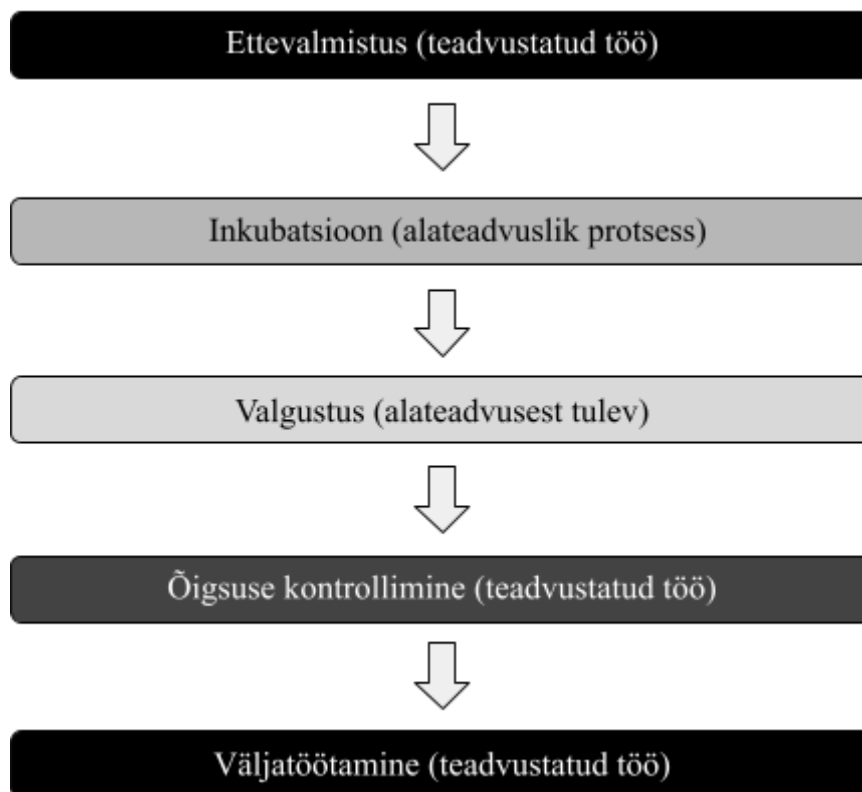 Ettevalmistus (teadvustatud töö)
Inkubatsioon (alateadvuslik protsess)
Valgustus (alateadvusest tulev)
Õigsuse kontrollimine (teadvustatud töö)
Väljatöötamine (teadvustatud töö)